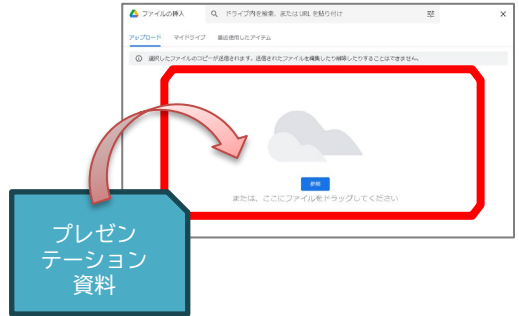 ファイルの挿入
ドライブ内を検索、または URL を貼り付け
アップロード マイドライブ 最近使用したアイテム
選択したファイルのコピーが送信されます。送信されたファイルを編集したり削除したりすることはできません。
参照
または、ここにファイルをドラッグしてください
プレゼン
テーション
資料